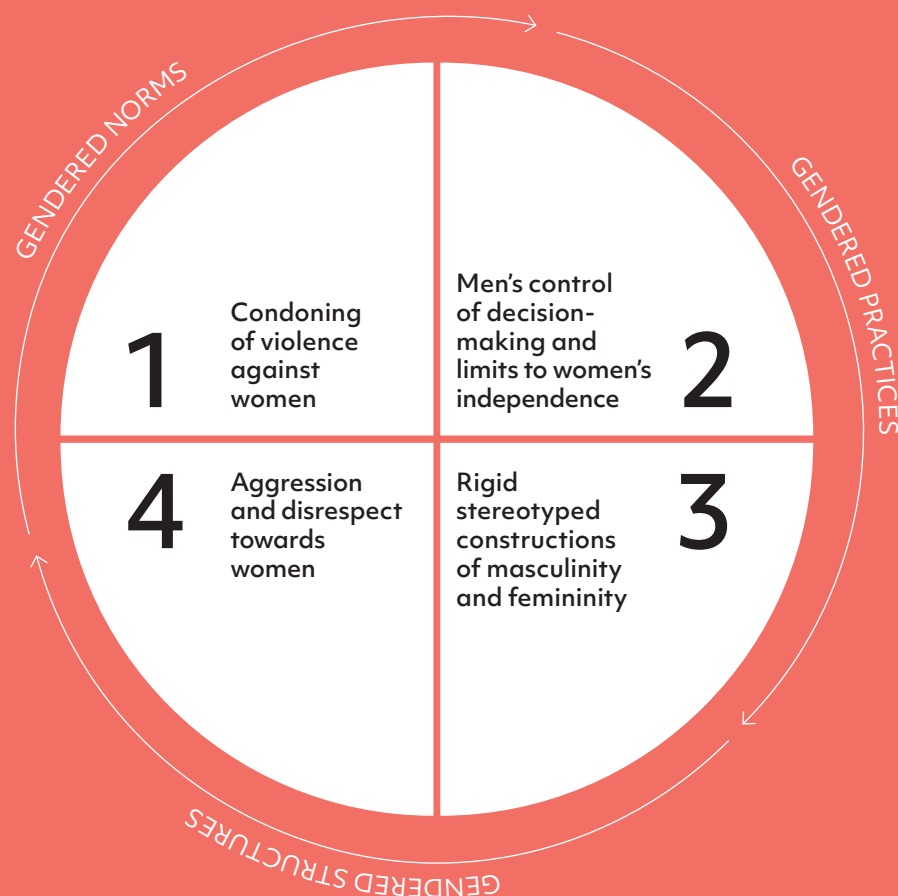 GENDERED NORMS
GENDERED PRACTICES
1
Condoning
of violence
against
women
Men’s control
of decision-
making and
limits to women’s
independence
2
4
Aggression
and disrespect
towards
women
Rigid
stereotyped
constructions
of masculinity
and femininity
3
GENDERED STRUCTURES